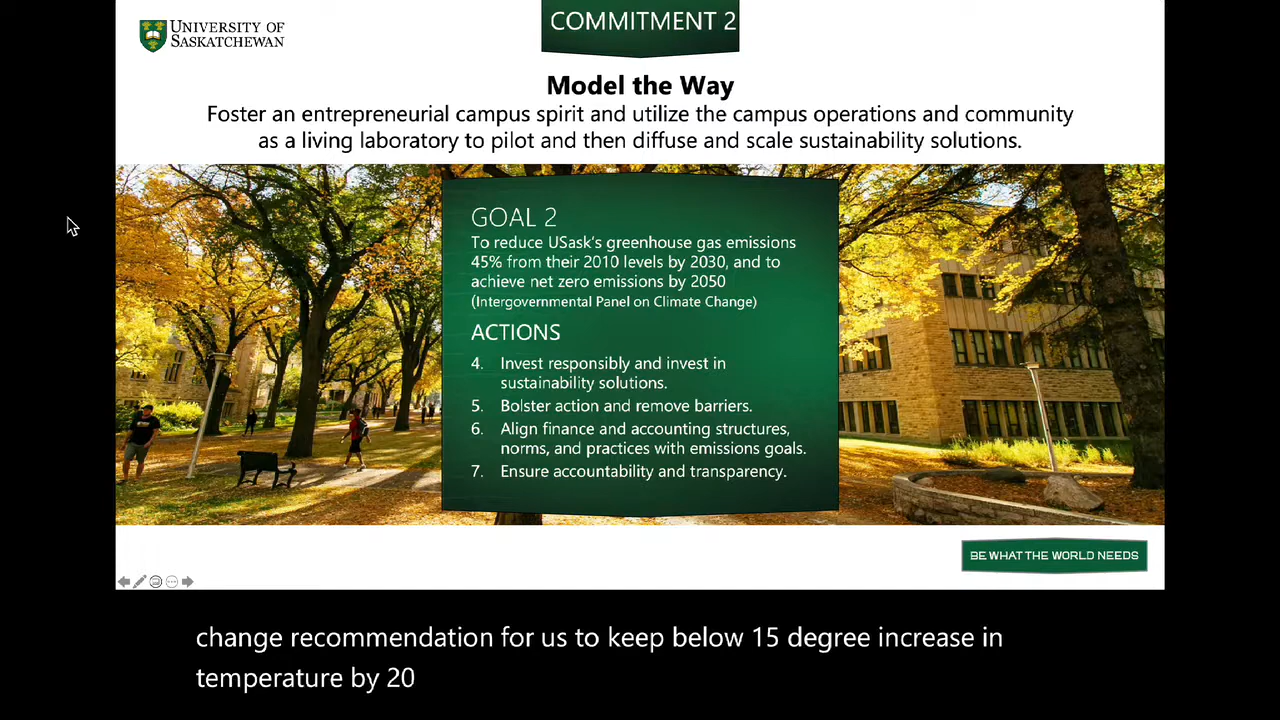 UNIVERSITY OF
SASKATCHEWAN
COMMITMENT 2
Model the Way
Foster an entrepreneurial campus spirit and utilize the campus operations and community
as a living laboratory to pilot and then diffuse and scale sustainability solutions.
GOAL 2
To reduce USask's greenhouse gas emissions
45% from their 2010 levels by 2030, and to
achieve net zero emissions by 2050
(Intergovernmental Panel on Climate Change)
ACTIONS
4. Invest responsibly and invest in
sustainability solutions.
5. Bolster action and remove barriers.
6. Align finance and accounting structures,
norms, and practices with emissions goals.
7. Ensure accountability and transparency.
BE WHAT THE WORLD NEEDS
change recommendation for us to keep below 15 degree increase in
temperature by 20